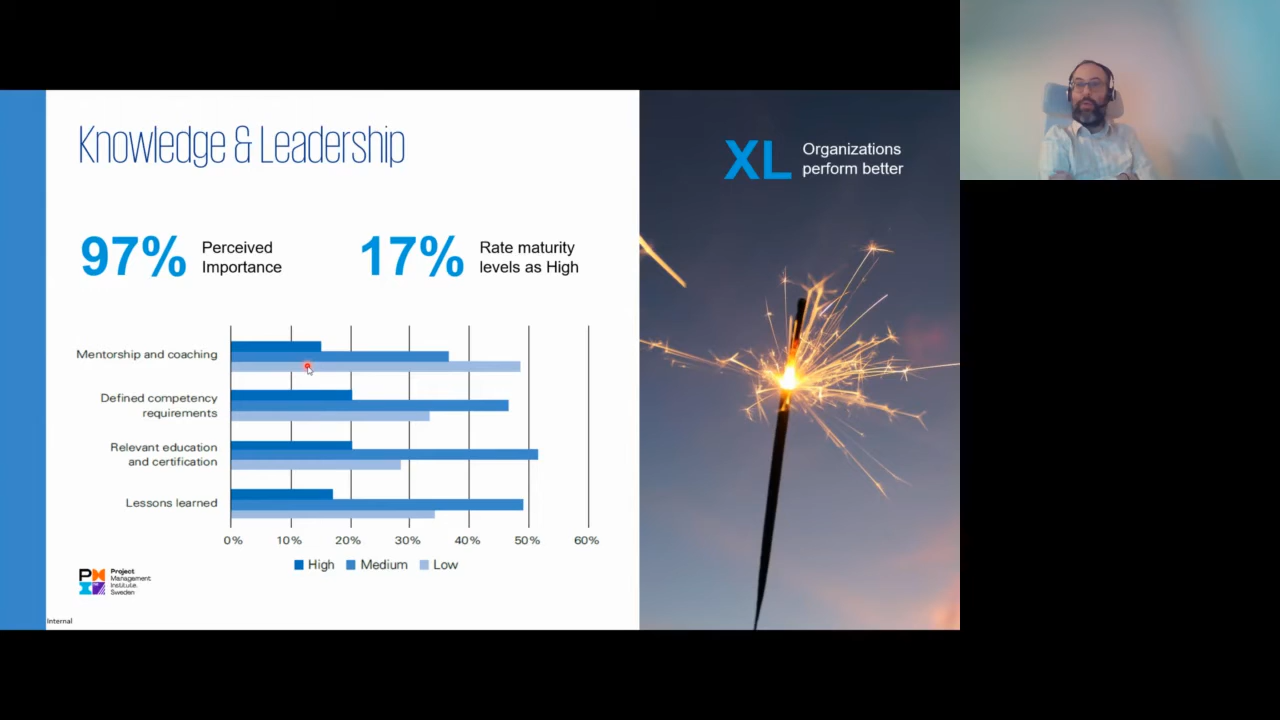 Knowledge & Leadership
97%
Perceived
Importance
17%
Rate maturity
levels as High
XL
Organizations
perform better
Mentorship and coaching
Defined competency
requirements
Relevant education
and certification
Lessons learned
0% 10% 20% 30% 40% 50% 60%
High Medium Low
Project
Management
Institute.
Sweden
Internal